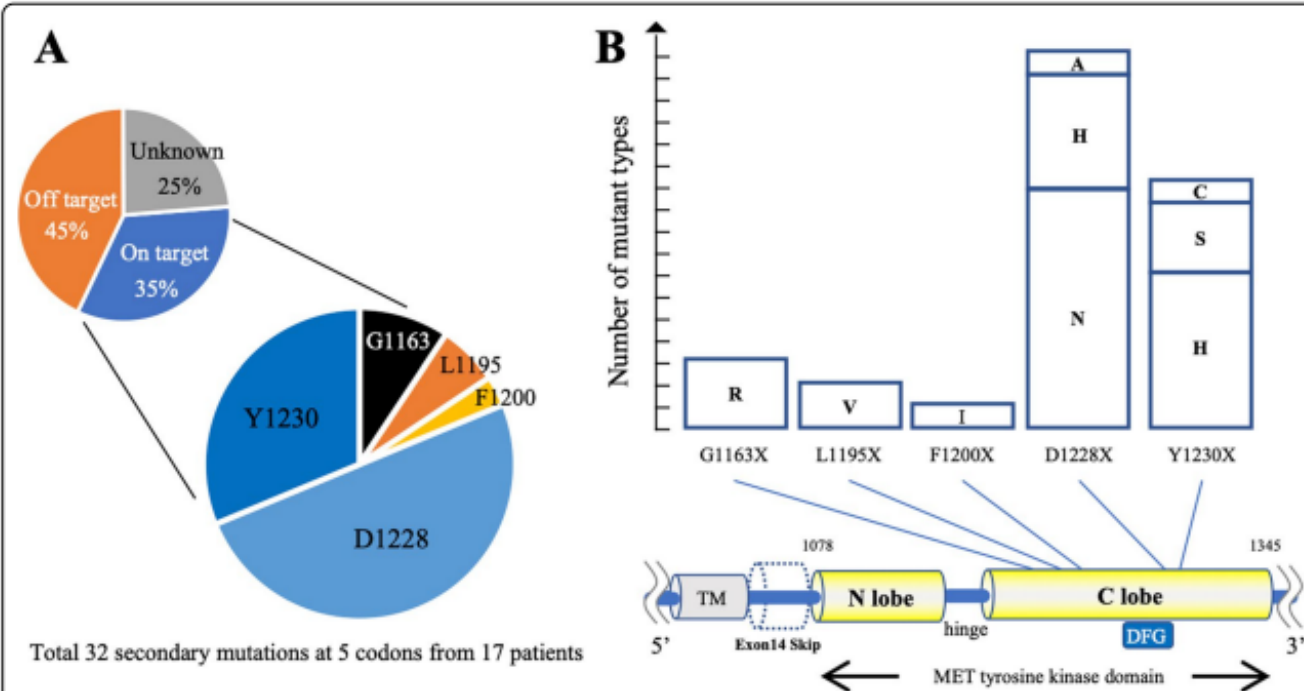 A
Unknown
25%
Off target
45%
On target
35%
G1163
L1195
F1200
Y1230
D1228
Total 32 secondary mutations at 5 codons from 17 patients
B
Number of mutant types
A
H
N
C
S
H
R
V
I
G1163X
L1195X
F1200X
D1228X
Y1230X
1078
1345
TM
N lobe
C lobe
hinge
DFG
5’
Exon14 Skip
3’
MET tyrosine kinase domain